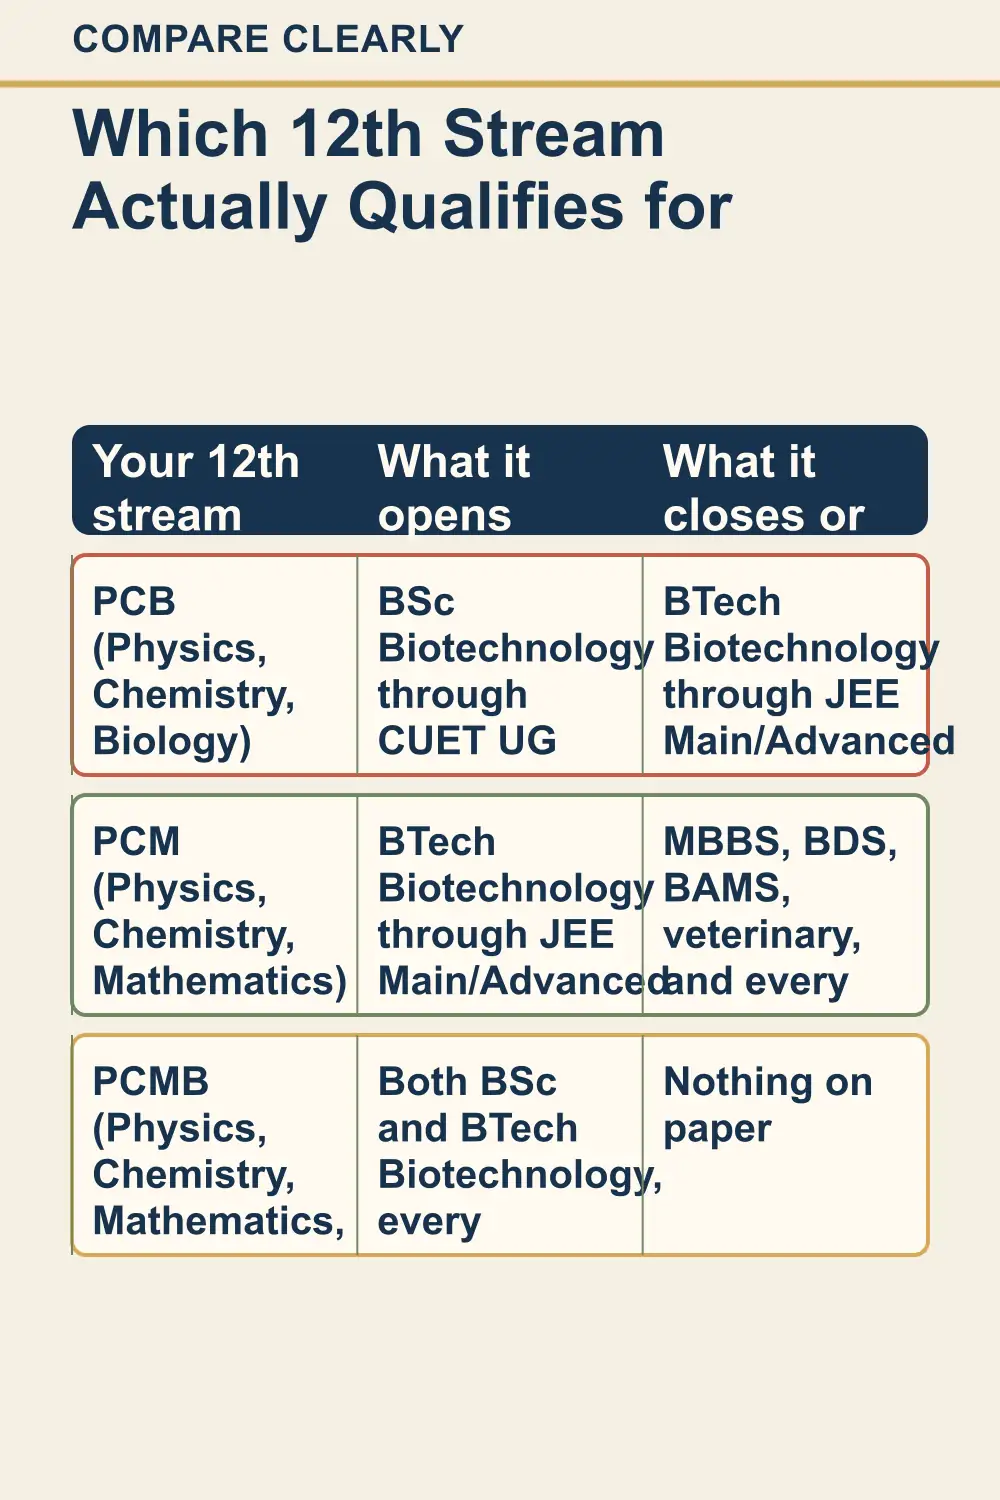 COMPARE CLEARLY
Which 12th Stream
Actually Qualifies for
Your 12th
stream
What it
opens
What it
closes or
PCB
(Physics,
Chemistry,
Biology)
BSc
Biotechnology
through
CUET UG
BTech
Biotechnology
through JEE
Main/Advanced
PCM
(Physics,
Chemistry,
Mathematics)
BTech
Biotechnology
through JEE
Main/Advanced
MBBS, BDS,
BAMS,
veterinary,
and every
PCMB
(Physics,
Chemistry,
Mathematics,
Both BSc
and BTech
Biotechnology,
every
Nothing on
paper